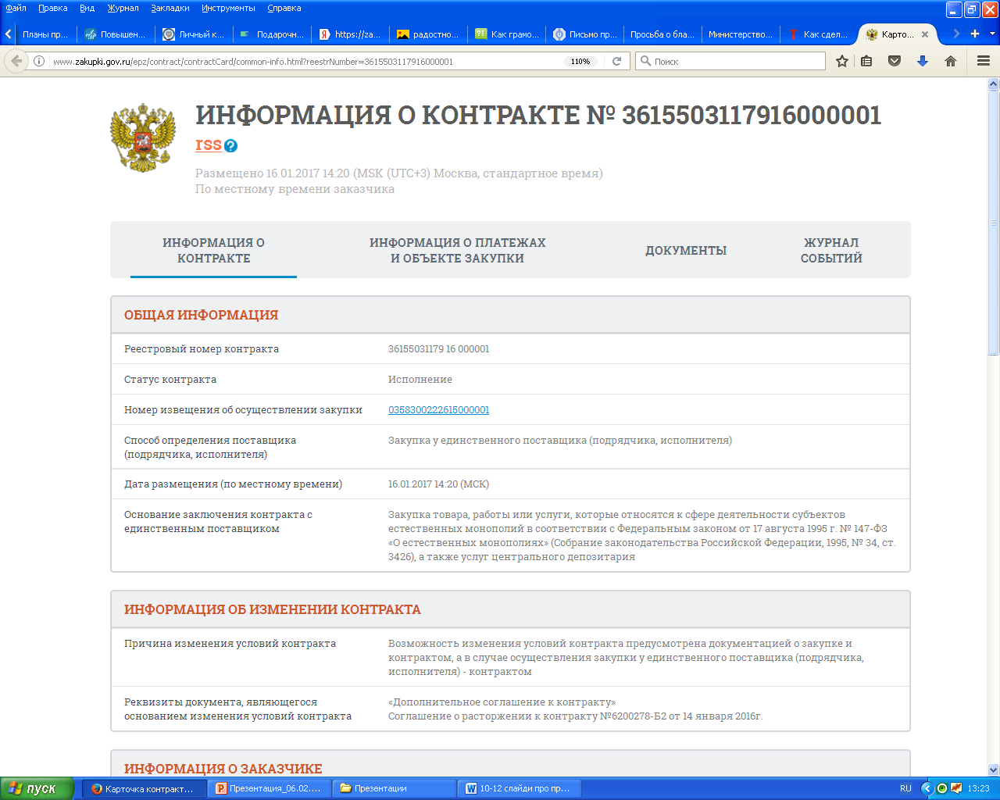 Файл Правка Вид Журнал Закладки Инструменты Справка
Планы пр... Повышен... Личный к... Подарочн... https://za... радостно... Как грамо... Письмо пр... Просьба о бла... Министерство... Как сдел... Карто...
www.zakupki.gov.ru/epz/contract/contractCard/common-info.html?reestrNumber=3615503117916000001 110% Поиск
ИНФОРМАЦИЯ О КОНТРАКТЕ № 3615503117916000001
rss ?
Размещено 16.01.2017 14:20 (MSK (UTC+3) Москва, стандартное время)
По местному времени заказчика
ИНФОРМАЦИЯ О
КОНТРАКТЕ
ИНФОРМАЦИЯ О ПЛАТЕЖАХ
И ОБЪЕКТЕ ЗАКУПКИ
ДОКУМЕНТЫ
ЖУРНАЛ
СОБЫТИЙ
ОБЩАЯ ИНФОРМАЦИЯ
Реестровый номер контракта 36155031179 16 000001
Статус контракта Исполнение
Номер извещения об осуществлении закупки 0358300222615000001
Способ определения поставщика
(подрядчика, исполнителя)
Закупка у единственного поставщика (подрядчика, исполнителя)
Дата размещения (по местному времени) 16.01.2017 14:20 (МСК)
Основание заключения контракта с
единственным поставщиком
Закупка товара, работы или услуги, которые относятся к сфере деятельности субъектов
естественных монополий в соответствии с Федеральным законом от 17 августа 1995 г. № 147-ФЗ
«О естественных монополиях» (Собрание законодательства Российской Федерации, 1995, № 34, ст.
3426), а также услуг центрального депозитария
ИНФОРМАЦИЯ ОБ ИЗМЕНЕНИИ КОНТРАКТА
Причина изменения условий контракта
Возможность изменения условий контракта предусмотрена документацией о закупке и
контрактом, а в случае осуществления закупки у единственного поставщика (подрядчика,
исполнителя) - контрактом
Реквизиты документа, являющегося
основанием изменения условий контракта
«Дополнительное соглашение к контракту»
Соглашение о расторжении к контракту №6200278-Б2 от 14 января 2016г.
ИНФОРМАЦИЯ О ЗАКАЗЧИКЕ
пуск Карточка контракт... Презентация_06.02.... Презентации 10-12 слайди про пр... RU 13:23